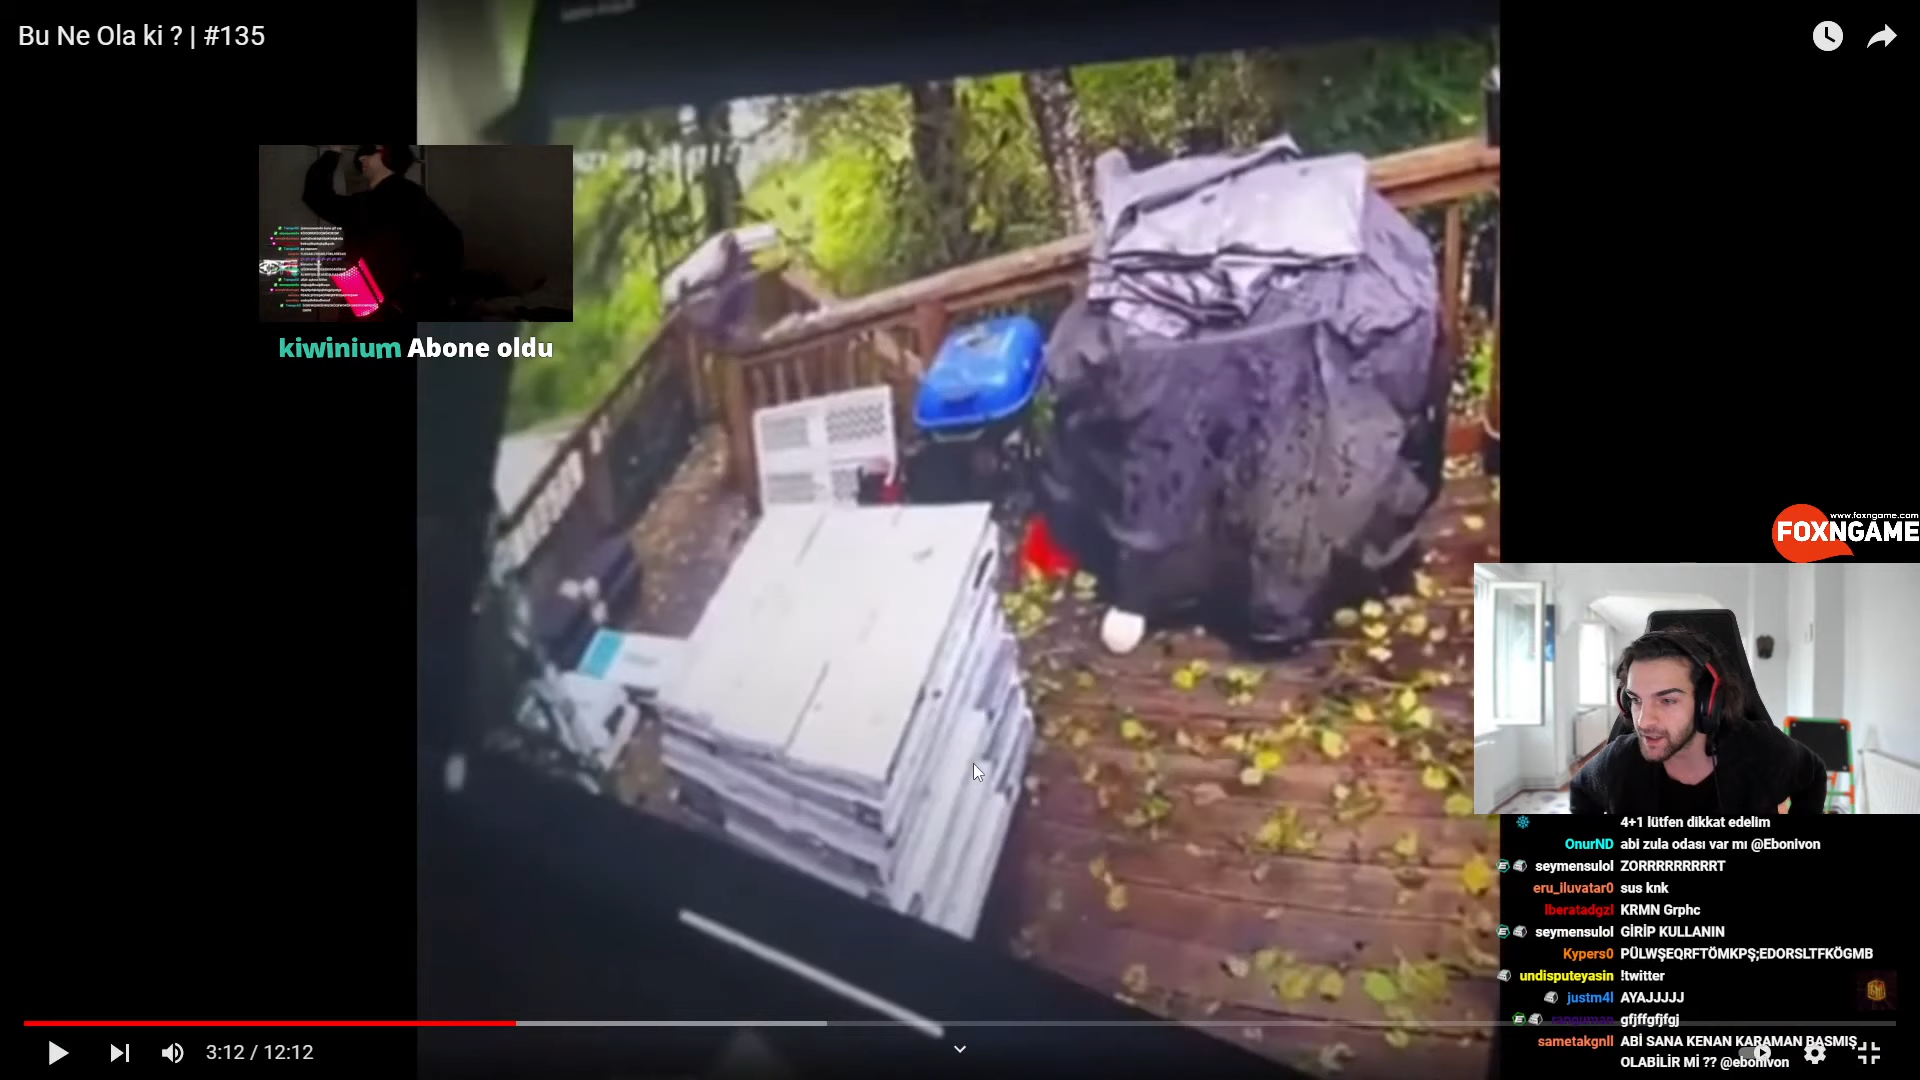 Bu Ne Ola ki ? | #135
kiwinium Abone oldu
www.foxngame.com
FOXNGAME
4+1 lütfen dikkat edelim
OnurND abi zula odası var mı @Ebonivon
seymensulol ZORRRRRRRRRT
eru_iluvatar0 sus knk
lberatadgzl KRMN Grphc
seymensulol GİRİP KULLANIN
Kypers0 PÜLWŞEQRFTÖMKPŞ;EDORSLTFKÖGMB
undisputeyasin !twitter
justm4l AYAJJJJJ
gfjffgfjfgj
sametakgnll ABİ SANA KENAN KARAMAN BASMIŞ
OLABİLİR Mİ ?? @ebonivon
3:12 / 12:12